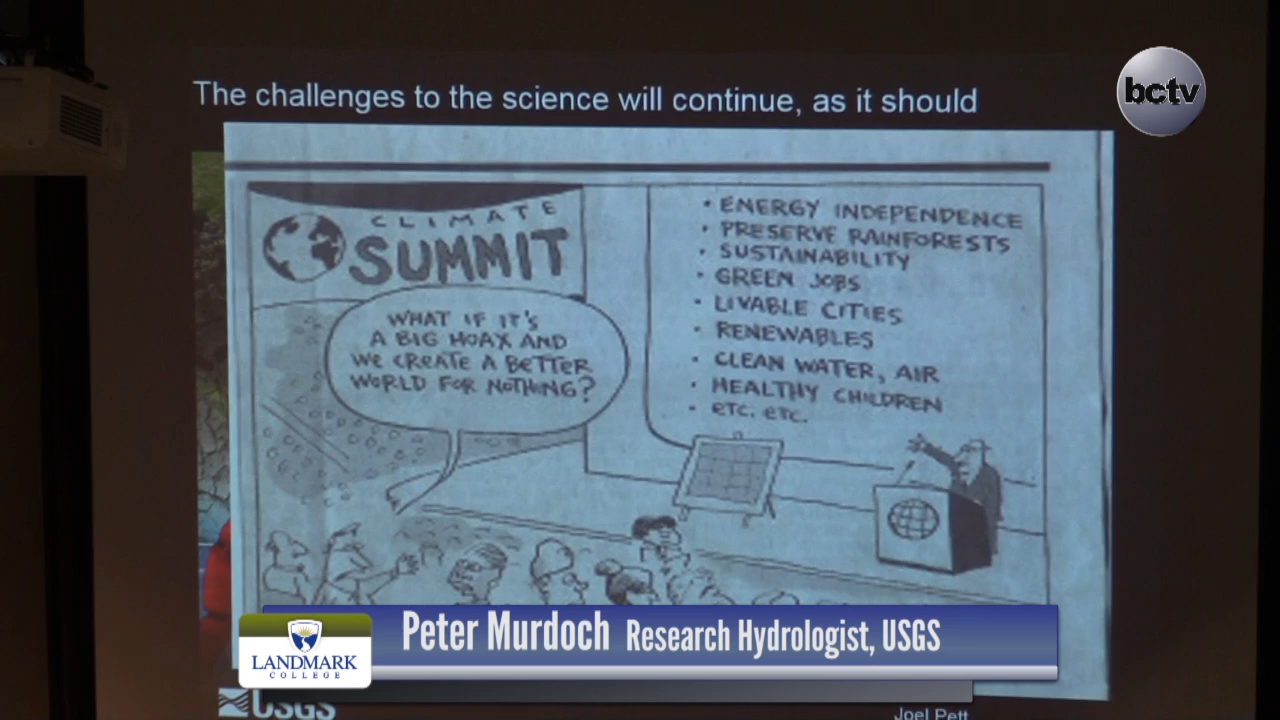 The challenges to the science will continue, as it should
bctv
CLIMATE
SUMMIT
WHAT IF IT'S
A BIG HOAX AND
WE CREATE A BETTER
WORLD FOR NOTHING?
• ENERGY INDEPENDENCE
• PRESERVE RAINFORESTS
• SUSTAINABILITY
• GREEN JOBS
• LIVABLE CITIES
• RENEWABLES
• CLEAN WATER, AIR
• HEALTHY CHILDREN
• ETC. ETC.
LANDMARK
COLLEGE
Peter Murdoch Research Hydrologist, USGS
USGS
Joel Pett